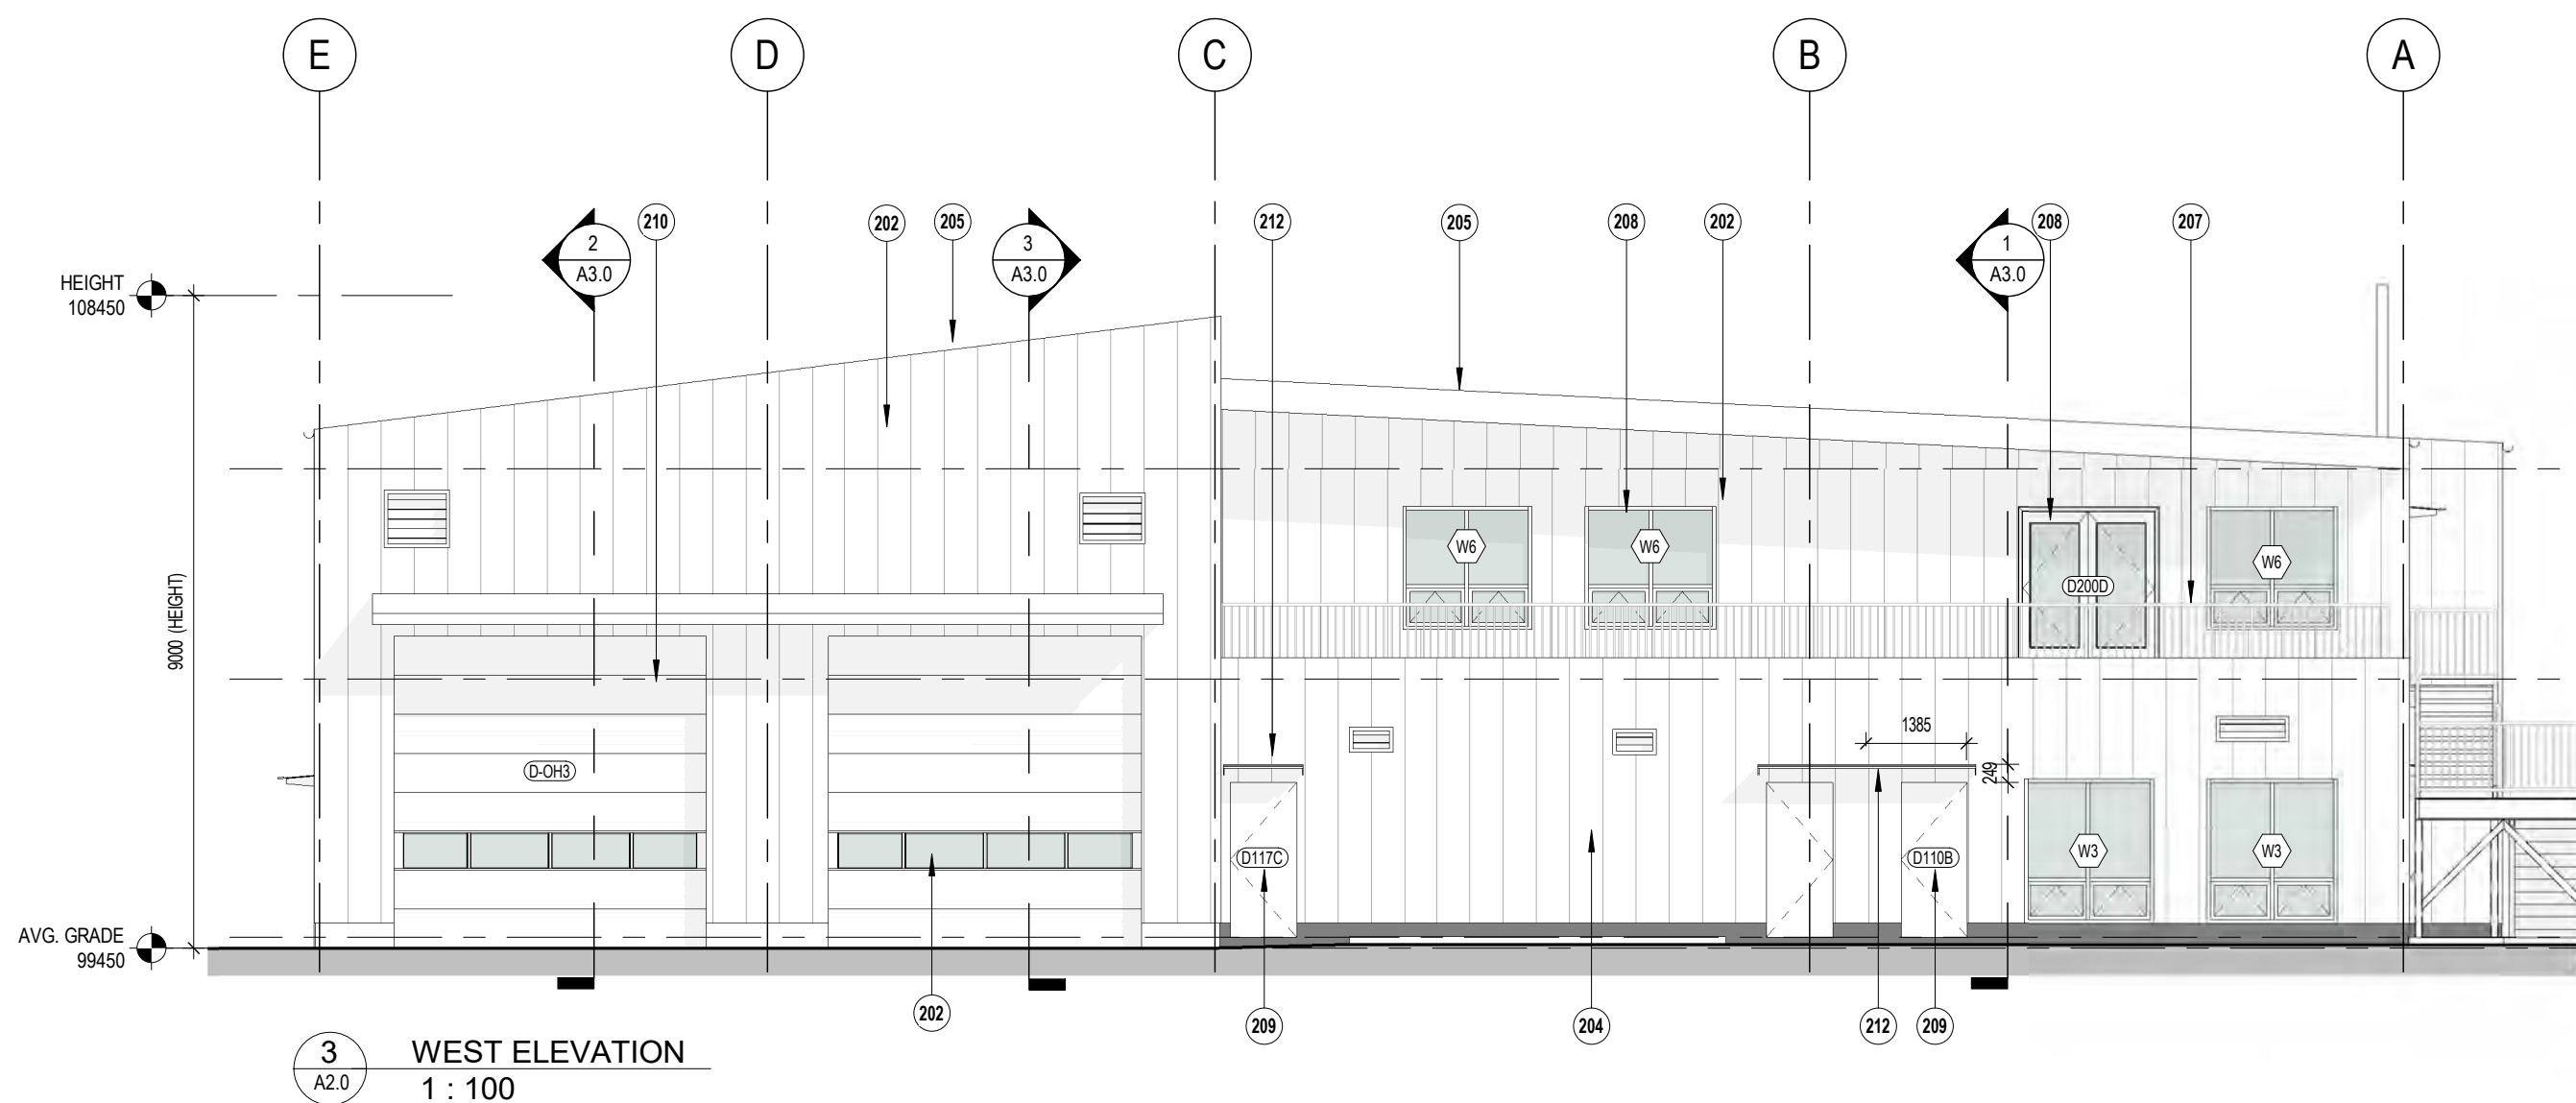 E D C B A
210 202 205 212 205 208 202 208 207
2
A3.0
3
A3.0
1
A3.0
HEIGHT
108450
9000 (HEIGHT)
W6 W6 W6
D200D
1385
249
D-OH3
D117C D110B
W3 W3
AVG. GRADE
99450
202 209 204 212 209
3
A2.0
WEST ELEVATION
1 : 100